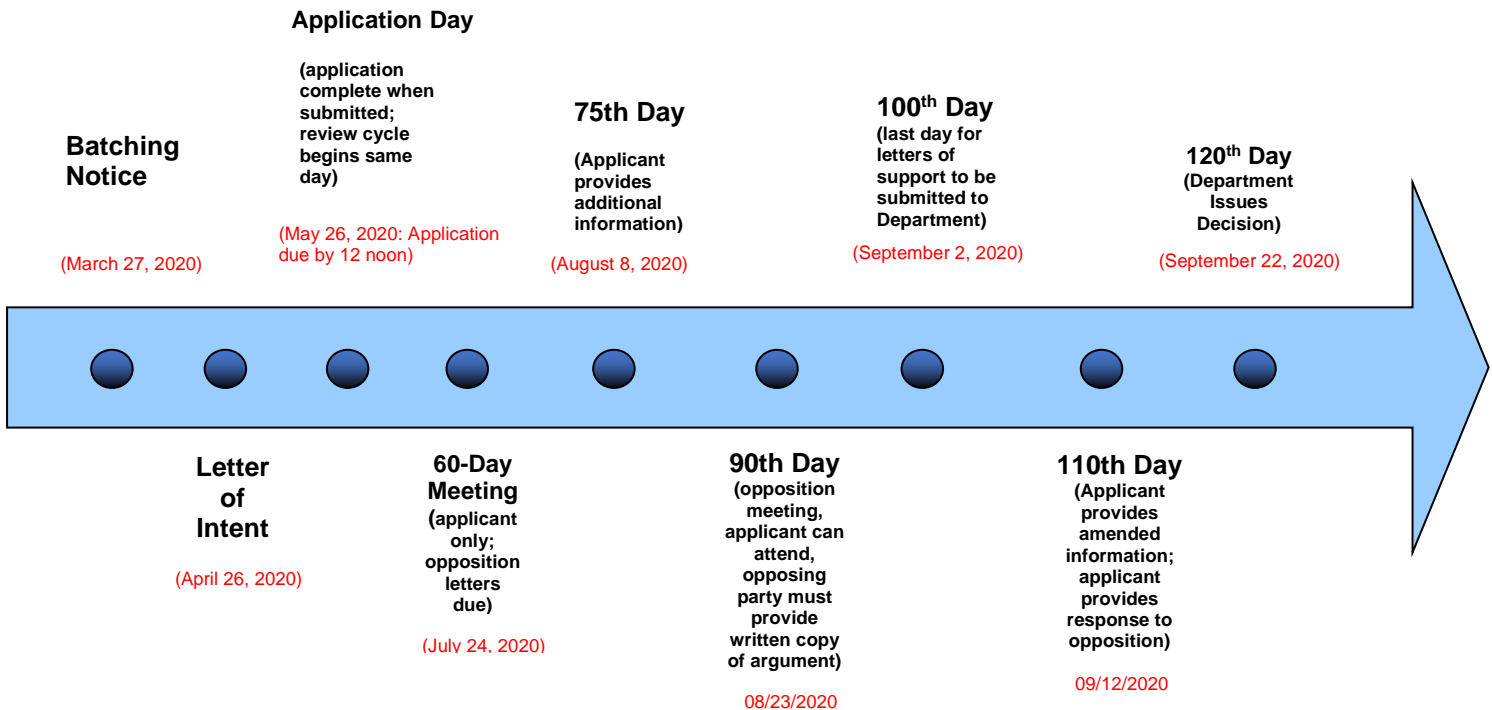 Application Day
(application
complete when
submitted;
review cycle
begins same
day)
(May 26, 2020: Application
due by 12 noon)
Batching
Notice
(March 27, 2020)
75th Day
(Applicant
provides
additional
information)
(August 8, 2020)
100th Day
(last day for
letters of
support to be
submitted to
Department)
(September 2, 2020)
120th Day
(Department
Issues
Decision)
(September 22, 2020)
Letter
of
Intent
(April 26, 2020)
60-Day
Meeting
(applicant
only;
opposition
letters
due)
(July 24, 2020)
90th Day
(opposition
meeting,
applicant can
attend,
opposing
party must
provide
written copy
of argument)
08/23/2020
110th Day
(Applicant
provides
amended
information;
applicant
provides
response to
opposition)
09/12/2020